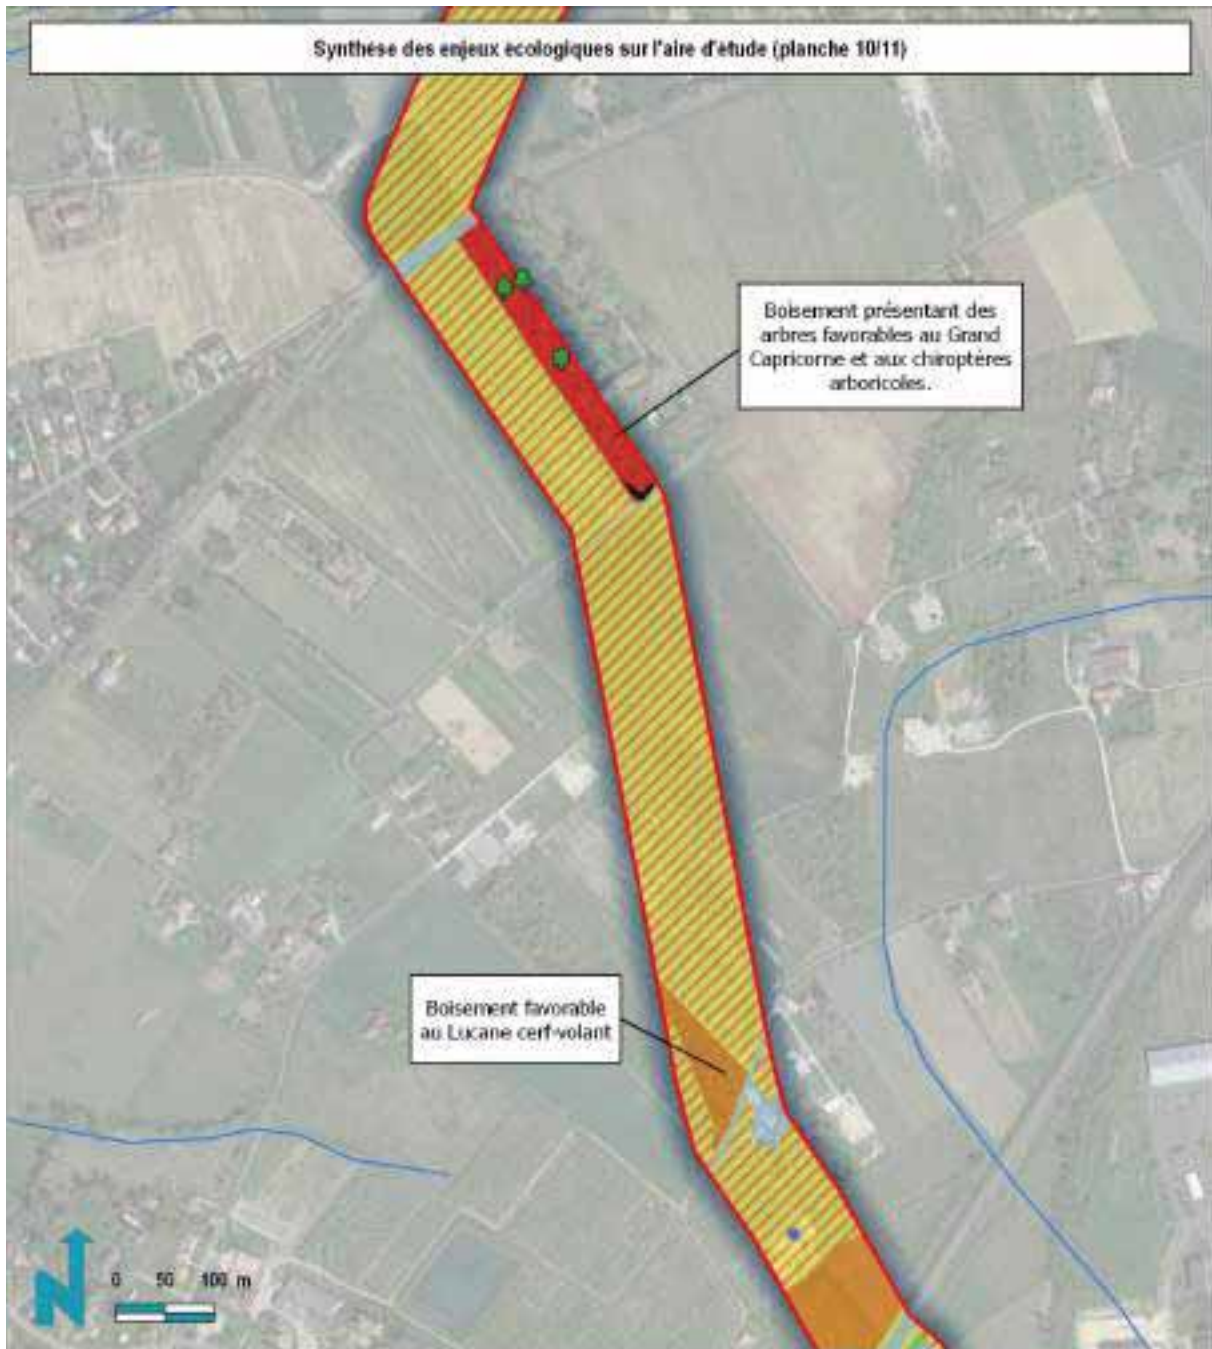 Synthèse des enjeux ecologiques sur l'aire d'étude (planche 10/11)
Boisement présentant des
arbres favorables au Grand
Capricorne et aux chiroptères
arboricoles.
Boisement favorable
au Lucane cerf-volant
N
0 50 100 m